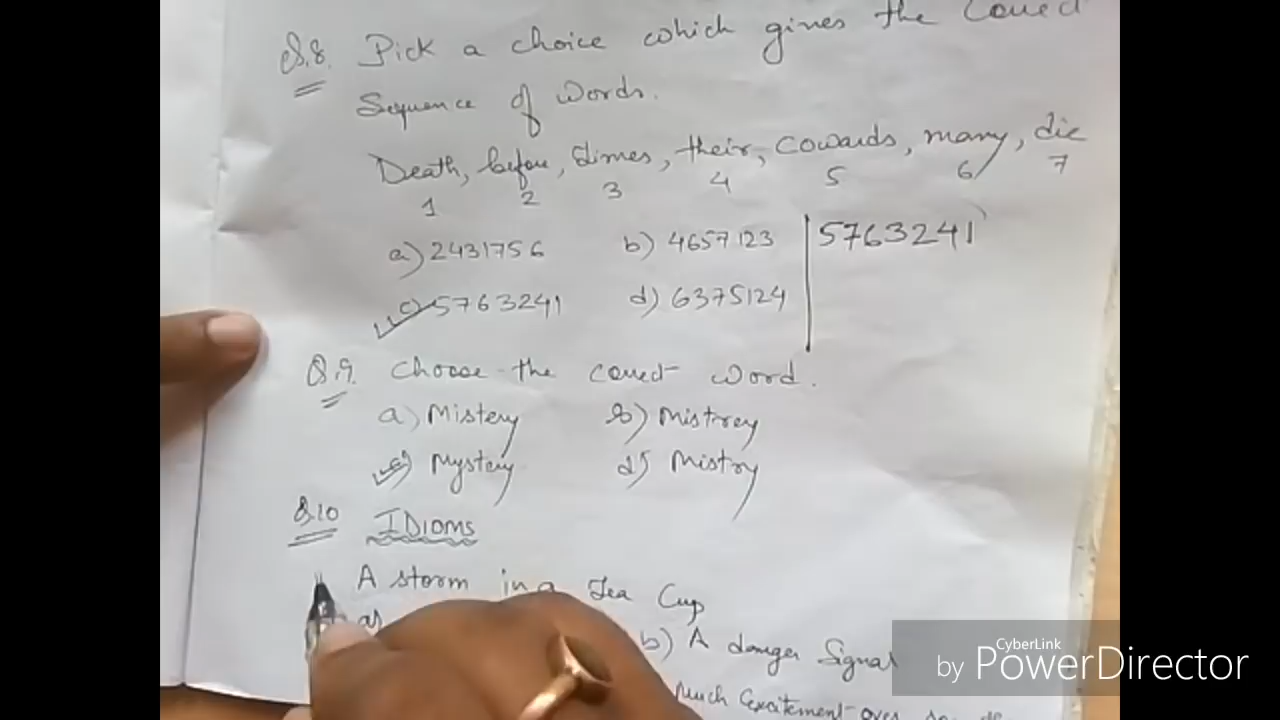 Q.8. Pick a choice which gives the correct
Sequence of words.
Death, before, times, their, cowards, many, die
1 2 3 4 5 6 7
a) 2431756 b) 4657123 5763241
c) 5763241 d) 6375124
Q.9. Choose the correct word.
a) Mistery b) Mistrey
c) Mystery d) Mistry
Q.10 IDIOMS
A storm in a Tea Cup
b) A danger Signal
Much excitement over
CyberLink
by PowerDirector